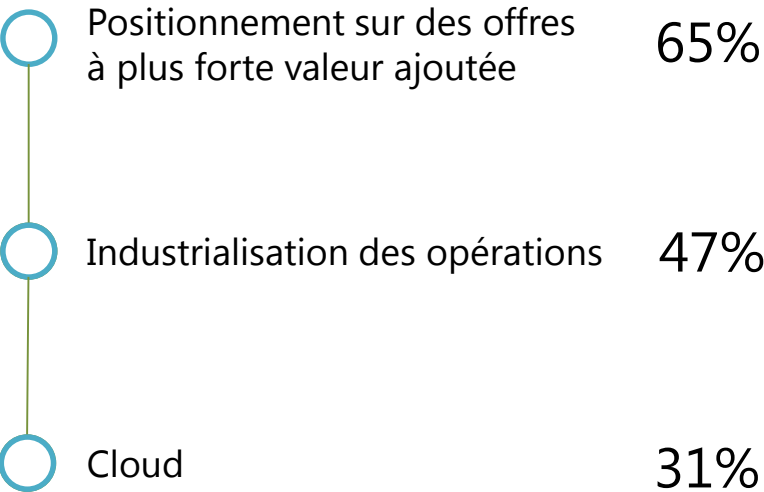 Positionnement sur des offres
à plus forte valeur ajoutée
65%
Industrialisation des opérations
47%
Cloud
31%